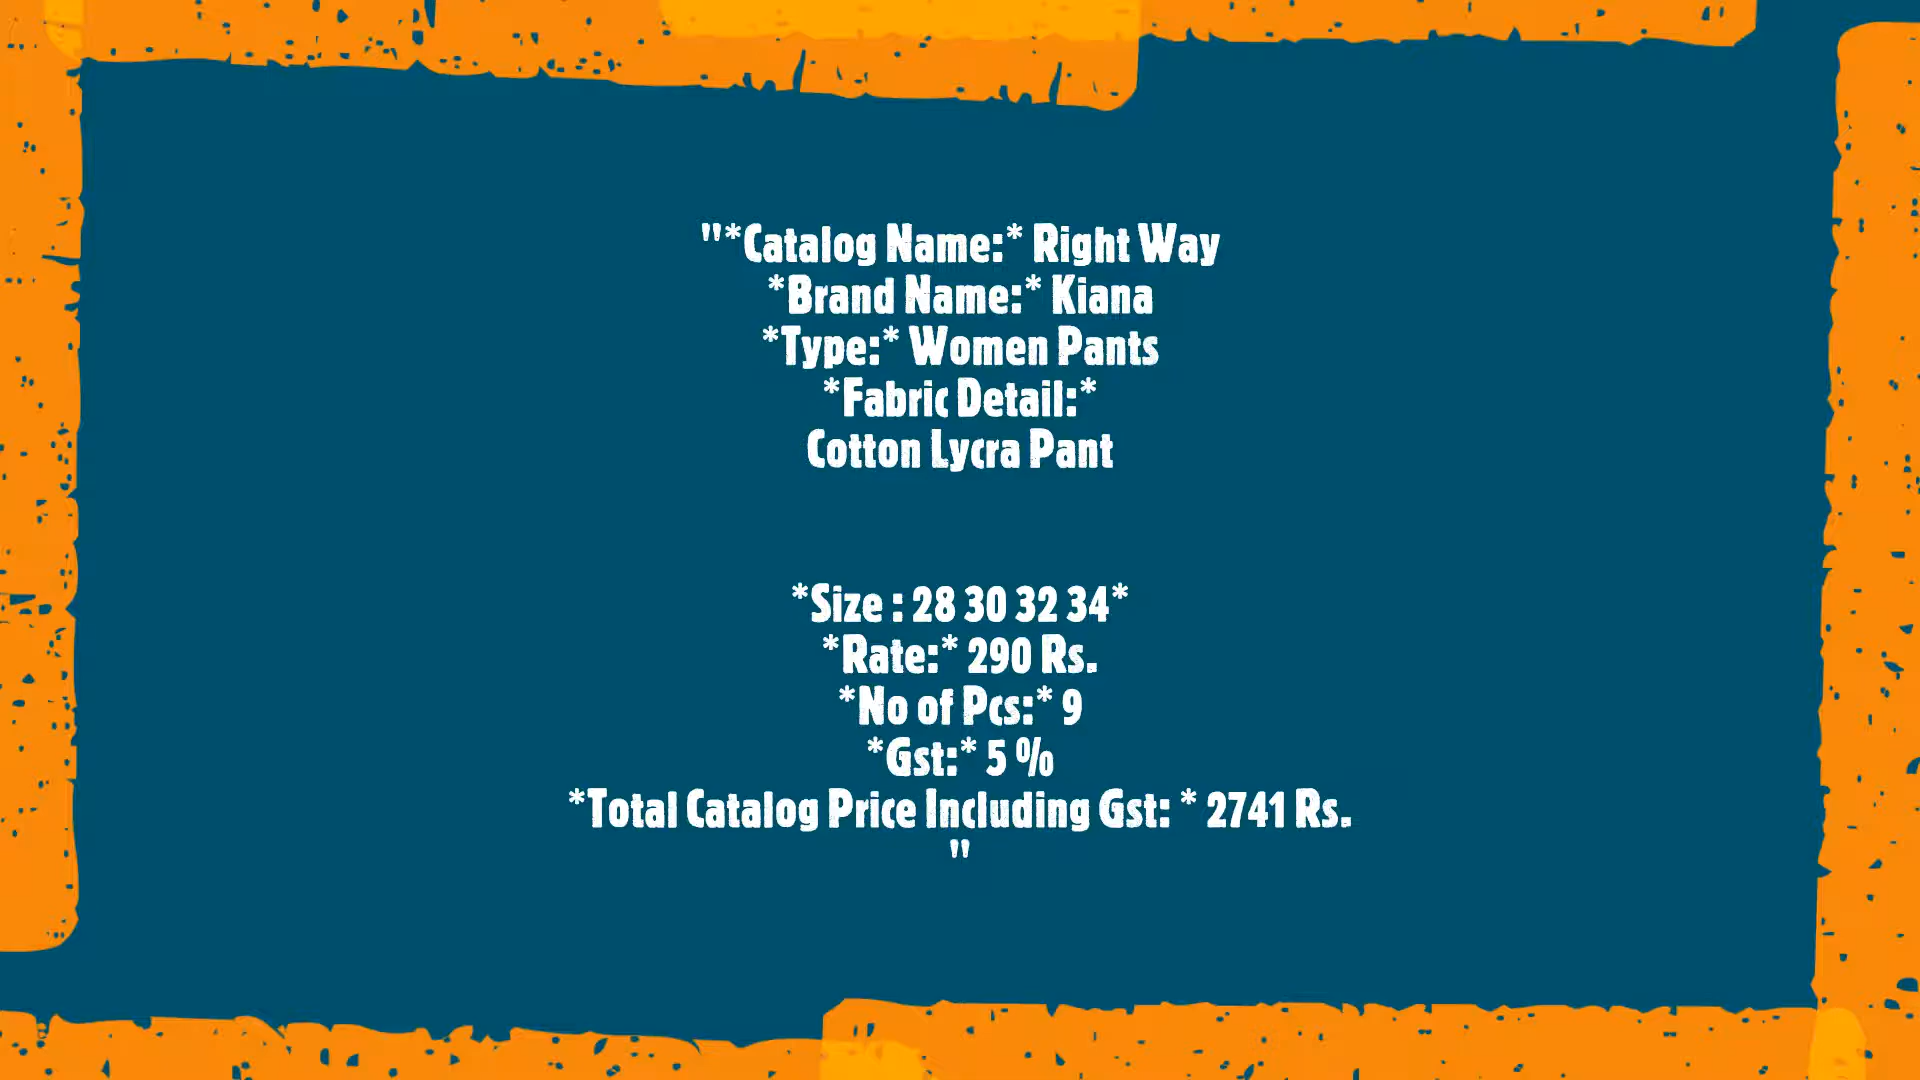 "*Catalog Name:* Right Way
*Brand Name:* Kiana
*Type:* Women Pants
*Fabric Detail:*
Cotton Lycra Pant
*Size : 28 30 32 34*
*Rate:* 290 Rs.
*No of Pcs:* 9
*Gst:* 5 %
*Total Catalog Price Including Gst: * 2741 Rs.
"